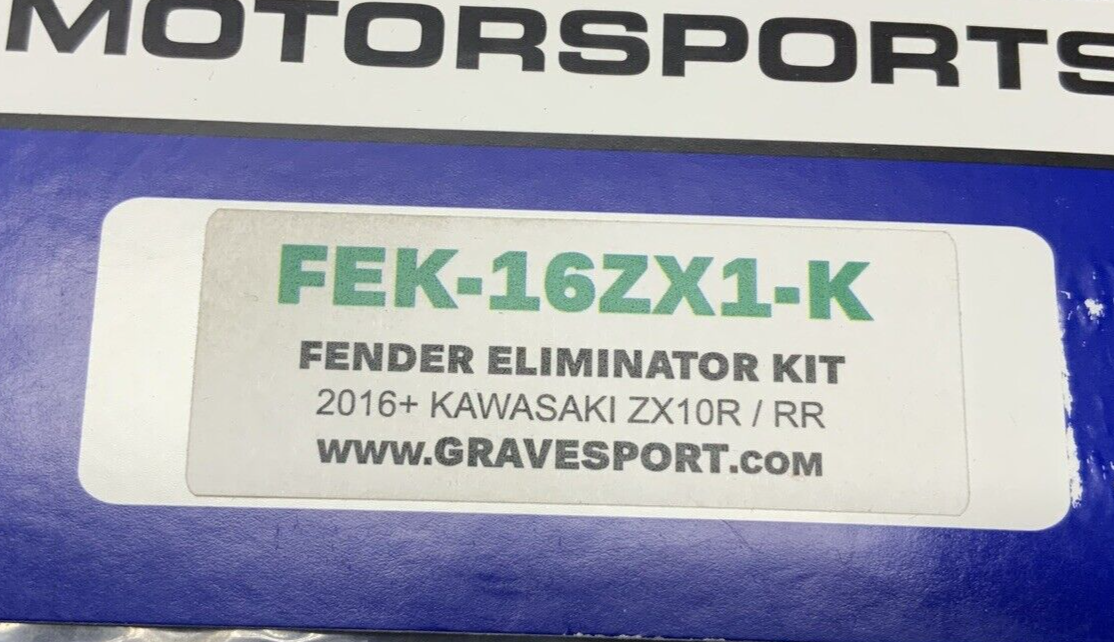 MOTORSPORTS
FEK-16ZX1-K
FENDER ELIMINATOR KIT
2016+ KAWASAKI ZX10R / RR
www.GRAVESPORT.com